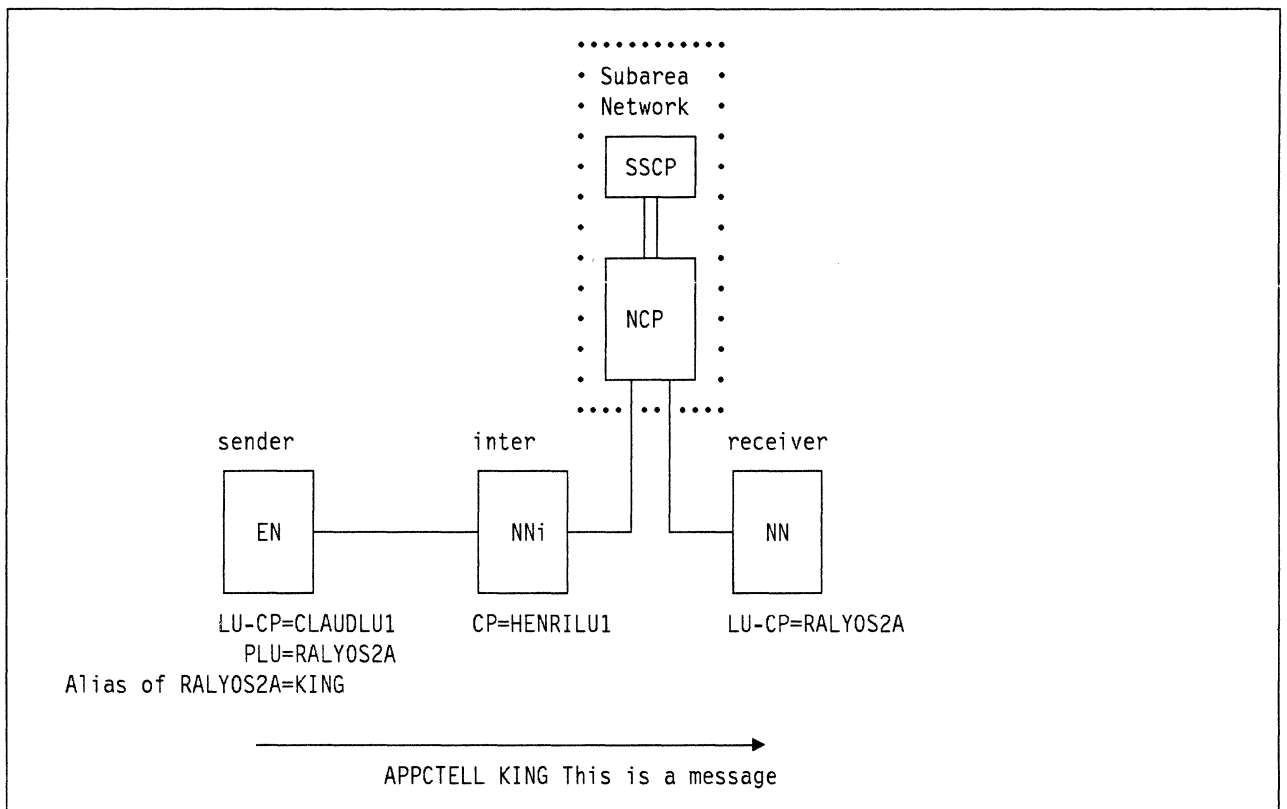 Subarea
Network
SSCP
NCP
sender
inter
receiver
EN
NNi
NN
LU-CP=CLAUDLU1
CP=HENRILU1
LU-CP=RALYOS2A
PLU=RALYOS2A
Alias of RALYOS2A=KING
APPCTELL KING This is a message